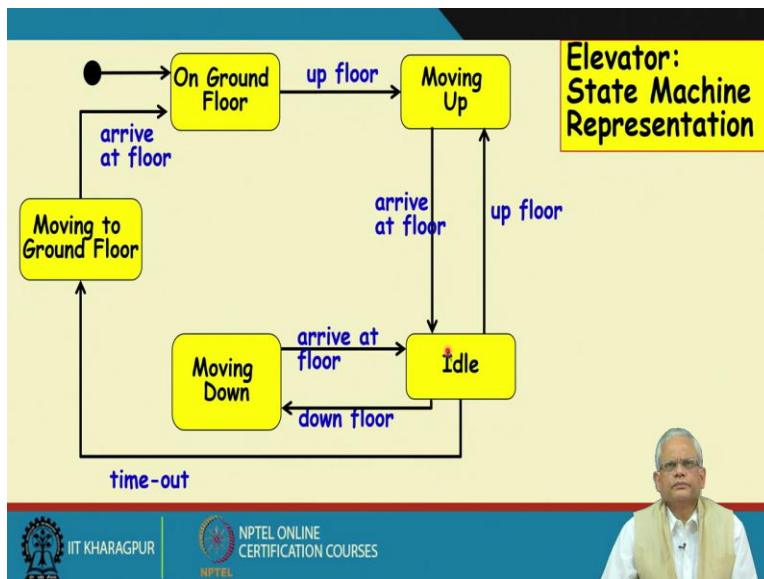 Elevator:
State Machine
Representation
On Ground
Floor
up floor
Moving
Up
arrive
at floor
Moving to
Ground Floor
arrive
at floor
up floor
Moving
Down
arrive at
floor
Idle
down floor
time-out
IIT KHARAGPUR
NPTEL
NPTEL ONLINE
CERTIFICATION COURSES